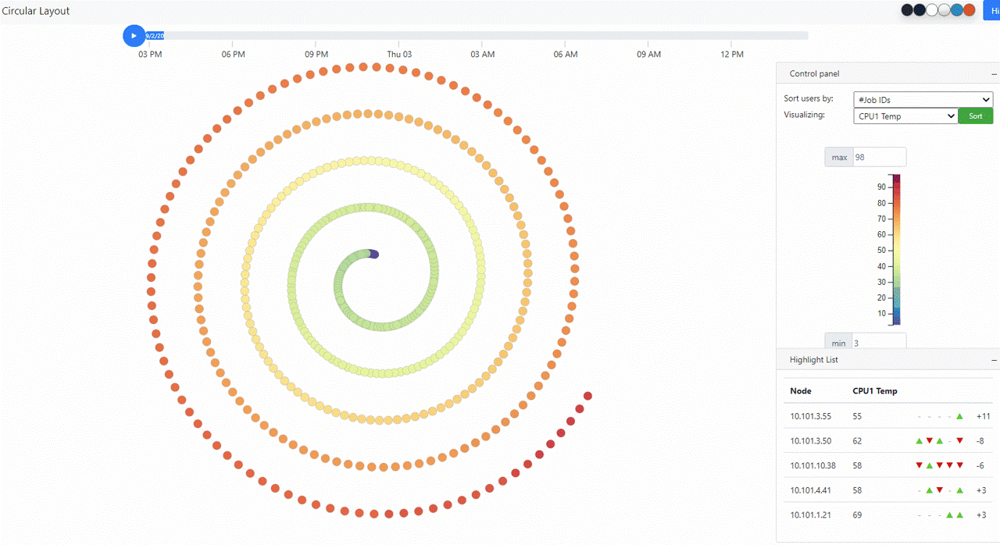 Circular Layout
Hi
9/2/20
03 PM 06 PM 09 PM Thu 03 03 AM 06 AM 09 AM 12 PM
Control panel
Sort users by: #Job IDs
Visualizing: CPU1 Temp Sort
max 98
90
80
70
60
50
40
30
20
10
min 3
Highlight List
Node CPU1 Temp
10.101.3.55 55 - - - - ▲ +11
10.101.3.50 62 ▲ ▼ ▲ - ▼ -8
10.101.10.38 58 ▼ ▲ ▼ ▼ ▼ -6
10.101.4.41 58 - ▲ ▼ - ▲ +3
10.101.1.21 69 - - - ▲ ▲ +3